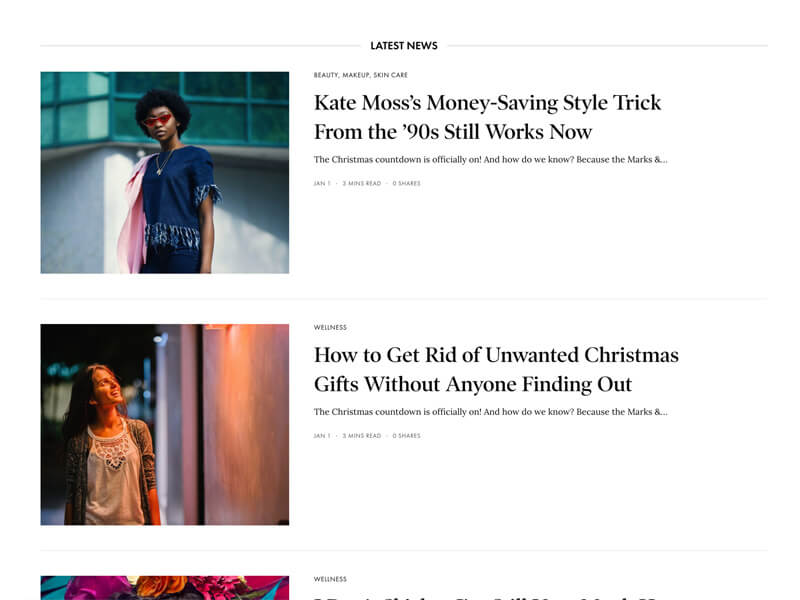 LATEST NEWS
BEAUTY, MAKEUP, SKIN CARE
Kate Moss’s Money-Saving Style Trick
From the ’90s Still Works Now
The Christmas countdown is officially on! And how do we know? Because the Marks &...
JAN 1 - 3 MINS READ - 0 SHARES
WELLNESS
How to Get Rid of Unwanted Christmas
Gifts Without Anyone Finding Out
The Christmas countdown is officially on! And how do we know? Because the Marks &...
JAN 1 - 3 MINS READ - 0 SHARES
WELLNESS